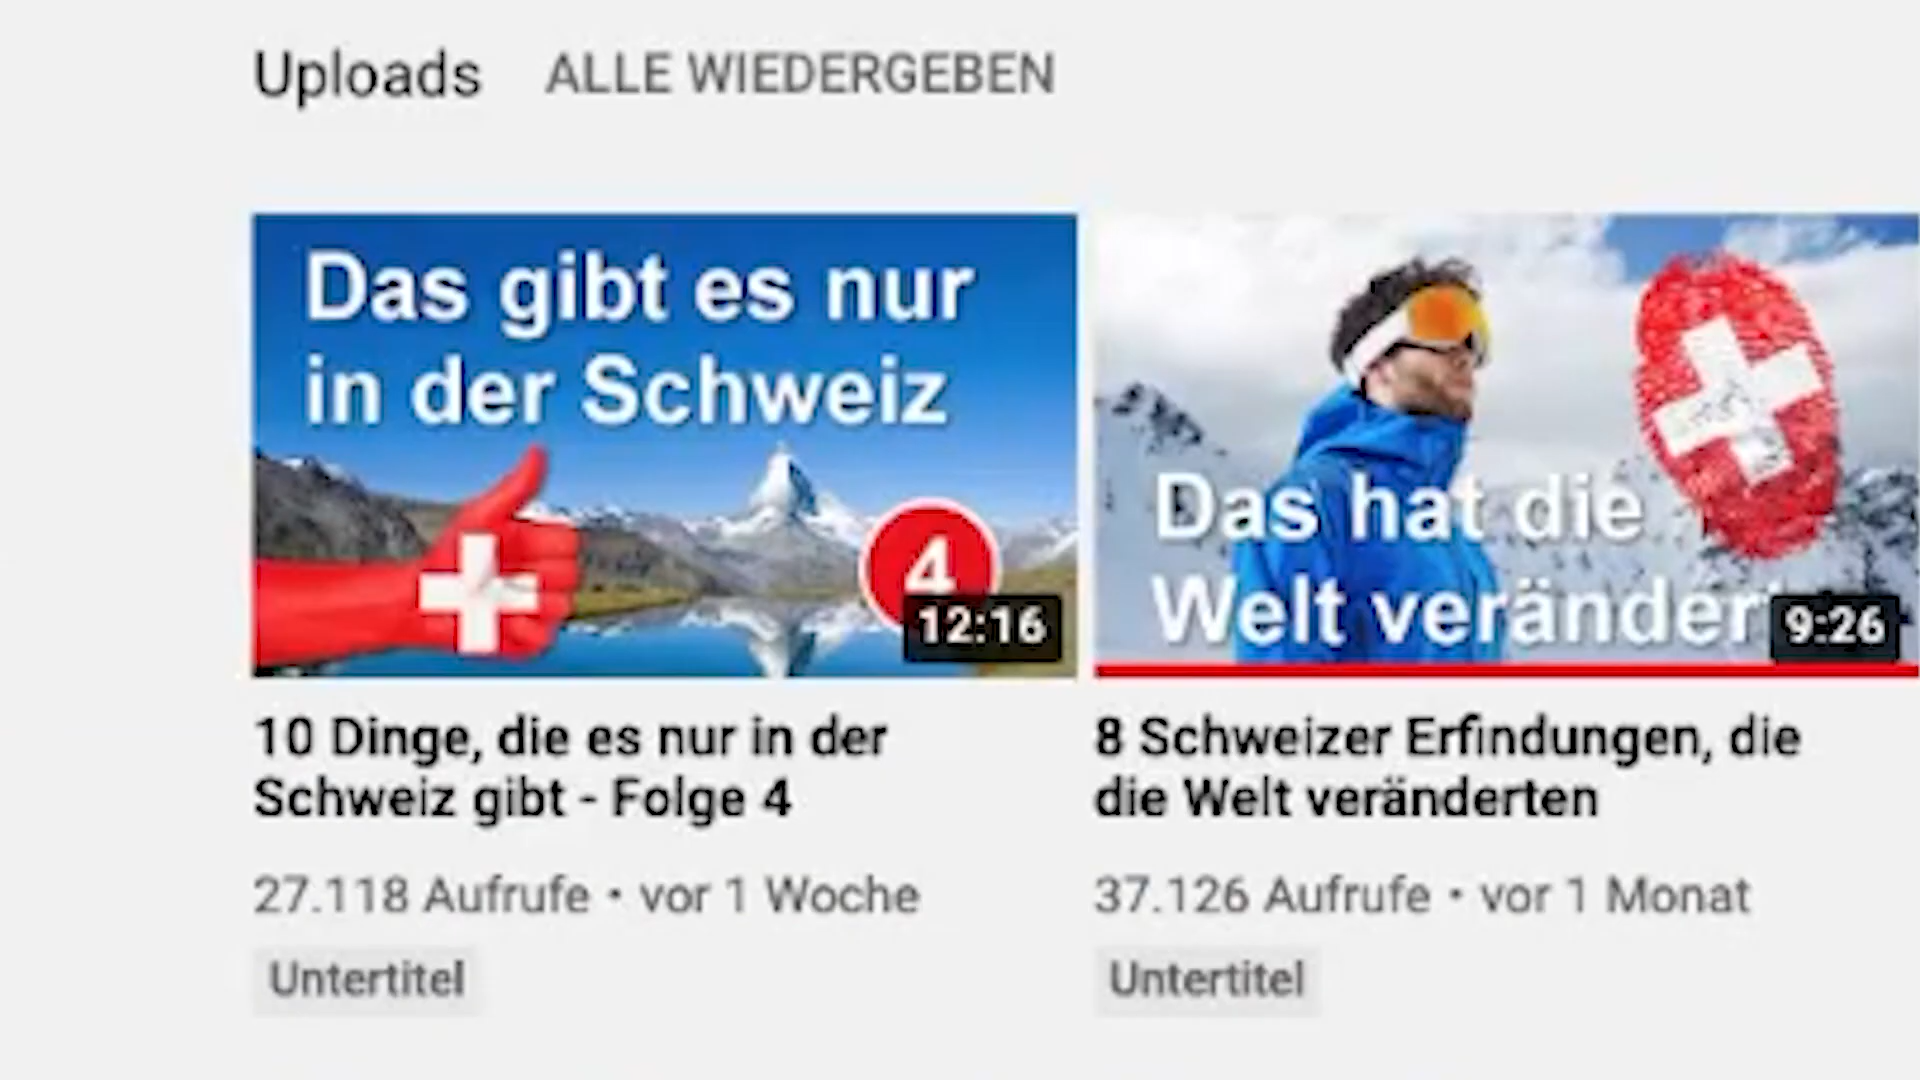 Uploads ALLE WIEDERGEBEN
Das gibt es nur
in der Schweiz
4
12:16
Das hat die
Welt veränder
9:26
10 Dinge, die es nur in der
Schweiz gibt - Folge 4
27.118 Aufrufe • vor 1 Woche
Untertitel
8 Schweizer Erfindungen, die
die Welt veränderten
37.126 Aufrufe • vor 1 Monat
Untertitel